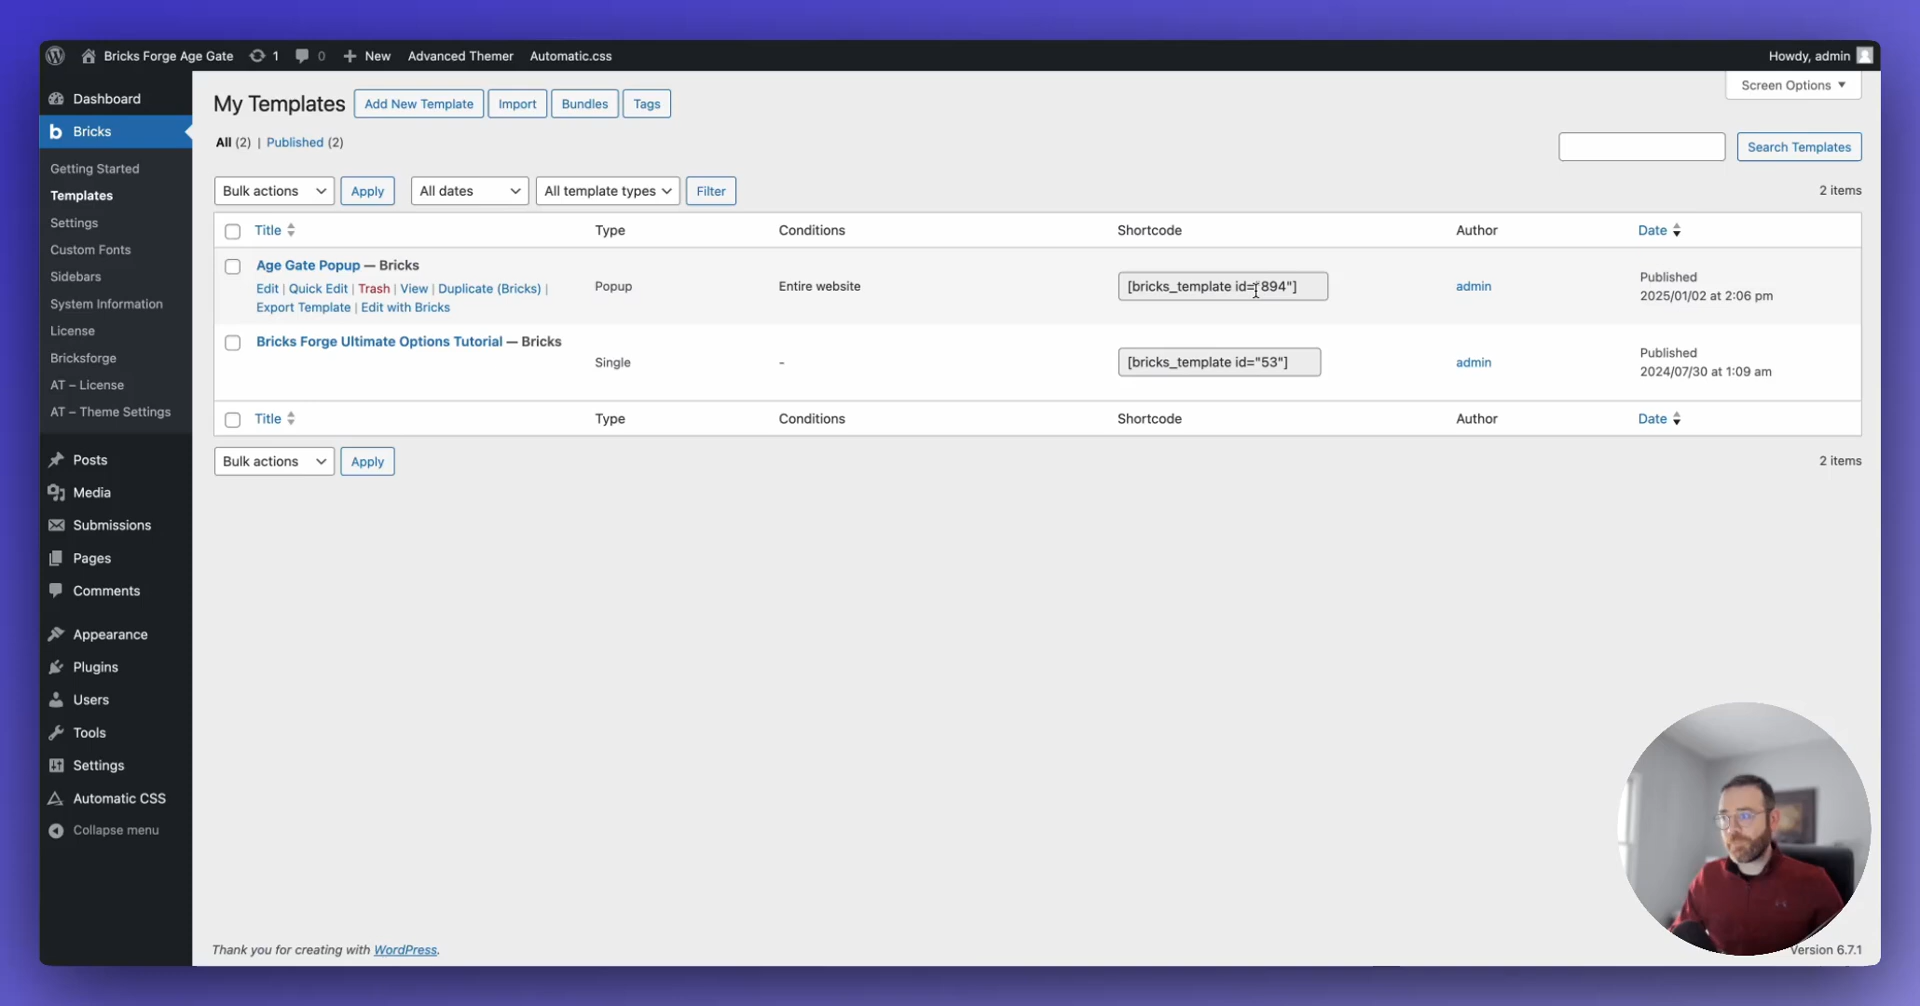 Bricks Forge Age Gate 1 0 New Advanced Themer Automatic.css Howdy, admin
Dashboard
Bricks
Getting Started
Templates
Settings
Custom Fonts
Sidebars
System Information
License
Bricksforge
AT – License
AT – Theme Settings
Posts
Media
Submissions
Pages
Comments
Appearance
Plugins
Users
Tools
Settings
Automatic CSS
Collapse menu
Screen Options
My Templates Add New Template Import Bundles Tags
All (2) | Published (2)
Search Templates
Bulk actions Apply All dates All template types Filter 2 items
Title Type Conditions Shortcode Author Date
Age Gate Popup — Bricks
Edit | Quick Edit | Trash | View | Duplicate (Bricks) |
Export Template | Edit with Bricks
Popup Entire website [bricks_template id="894"] admin
Published
2025/01/02 at 2:06 pm
Bricks Forge Ultimate Options Tutorial — Bricks
Single - [bricks_template id="53"] admin
Published
2024/07/30 at 1:09 am
Title Type Conditions Shortcode Author Date
Bulk actions Apply 2 items
Thank you for creating with WordPress.
Version 6.7.1